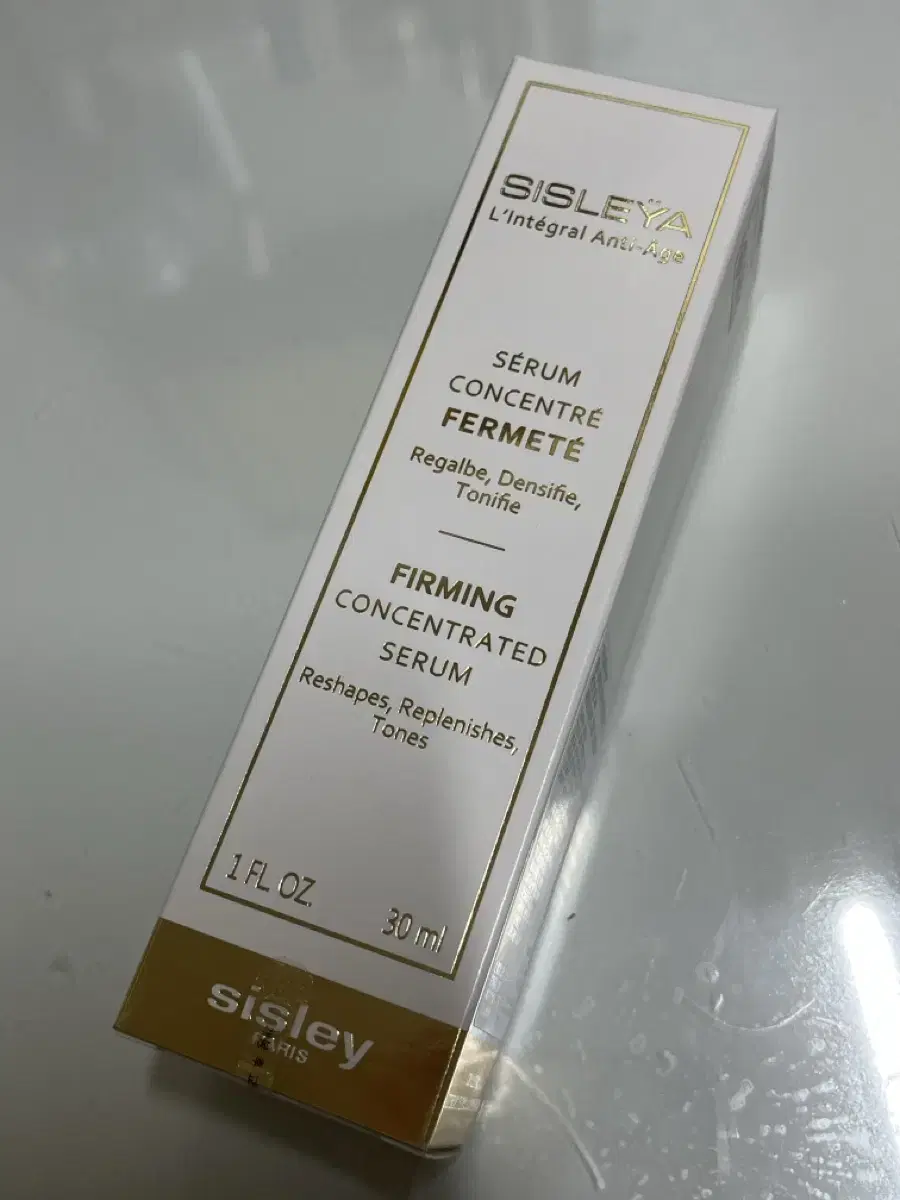 SISLEŸA
L'Intégral Anti-Âge
SÉRUM
CONCENTRÉ
FERMETÉ
Regalbe, Densifie,
Tonifie
FIRMING
CONCENTRATED
SERUM
Reshapes, Replenishes,
Tones
1 FL OZ.
30 ml
sisley
PARIS